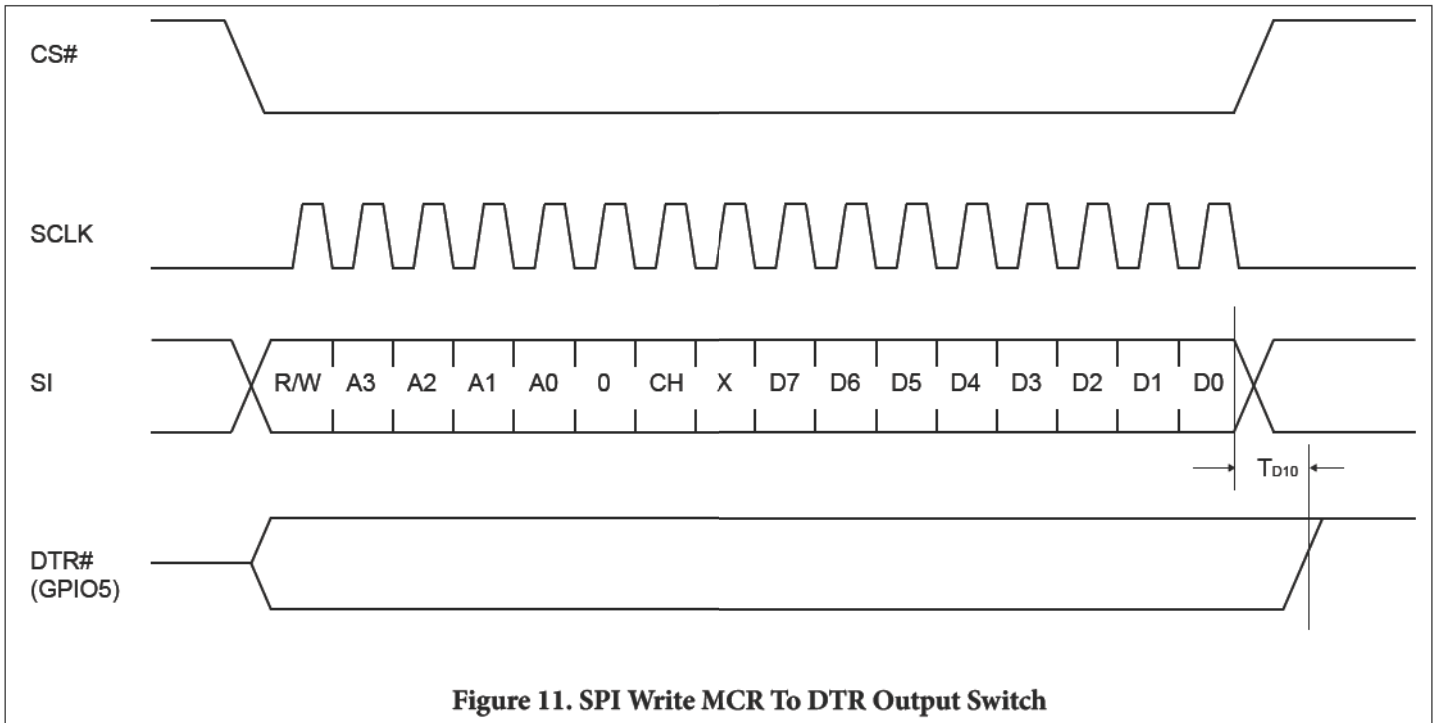 CS#
SCLK
SI R/W A3 A2 A1 A0 0 CH X D7 D6 D5 D4 D3 D2 D1 D0
TD10
DTR#
(GPIO5)
Figure 11. SPI Write MCR To DTR Output Switch